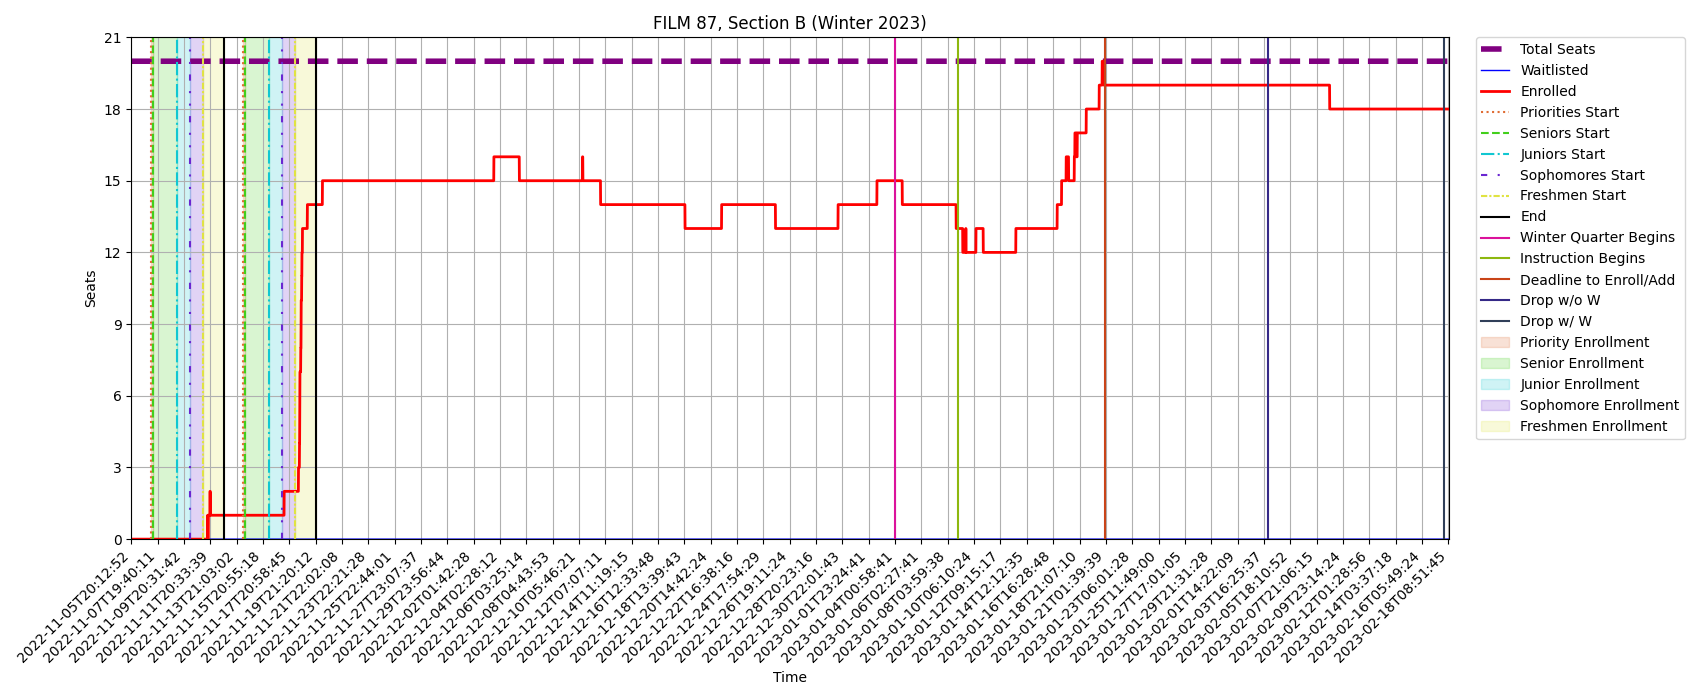 FILM 87, Section B (Winter 2023)
21
18
15
12
9
6
3
0
Seats
2022-11-05T20:12:52
2022-11-07T19:40:11
2022-11-09T20:31:42
2022-11-11T20:33:39
2022-11-13T21:03:02
2022-11-15T20:55:18
2022-11-17T20:58:45
2022-11-19T21:20:12
2022-11-21T22:02:08
2022-11-23T22:21:28
2022-11-25T22:44:01
2022-11-27T23:07:37
2022-11-29T23:56:44
2022-12-02T01:42:28
2022-12-04T02:28:12
2022-12-06T03:25:14
2022-12-08T04:43:53
2022-12-10T05:46:21
2022-12-12T07:07:11
2022-12-14T11:19:15
2022-12-16T12:33:48
2022-12-18T13:39:43
2022-12-20T14:42:24
2022-12-22T16:38:16
2022-12-24T17:54:29
2022-12-26T19:11:24
2022-12-28T20:23:16
2022-12-30T22:01:43
2023-01-01T23:24:41
2023-01-04T00:58:41
2023-01-06T02:27:41
2023-01-08T03:59:38
2023-01-10T06:10:24
2023-01-12T09:15:17
2023-01-14T12:12:35
2023-01-16T16:28:48
2023-01-18T21:07:10
2023-01-21T01:39:39
2023-01-23T06:01:28
2023-01-25T11:49:00
2023-01-27T17:01:05
2023-01-29T21:31:28
2023-02-01T14:22:09
2023-02-03T16:25:37
2023-02-05T18:10:52
2023-02-07T21:06:15
2023-02-09T23:14:24
2023-02-12T01:28:56
2023-02-14T03:37:18
2023-02-16T05:49:24
2023-02-18T08:51:45
Time
Total Seats
Waitlisted
Enrolled
Priorities Start
Seniors Start
Juniors Start
Sophomores Start
Freshmen Start
End
Winter Quarter Begins
Instruction Begins
Deadline to Enroll/Add
Drop w/o W
Drop w/ W
Priority Enrollment
Senior Enrollment
Junior Enrollment
Sophomore Enrollment
Freshmen Enrollment